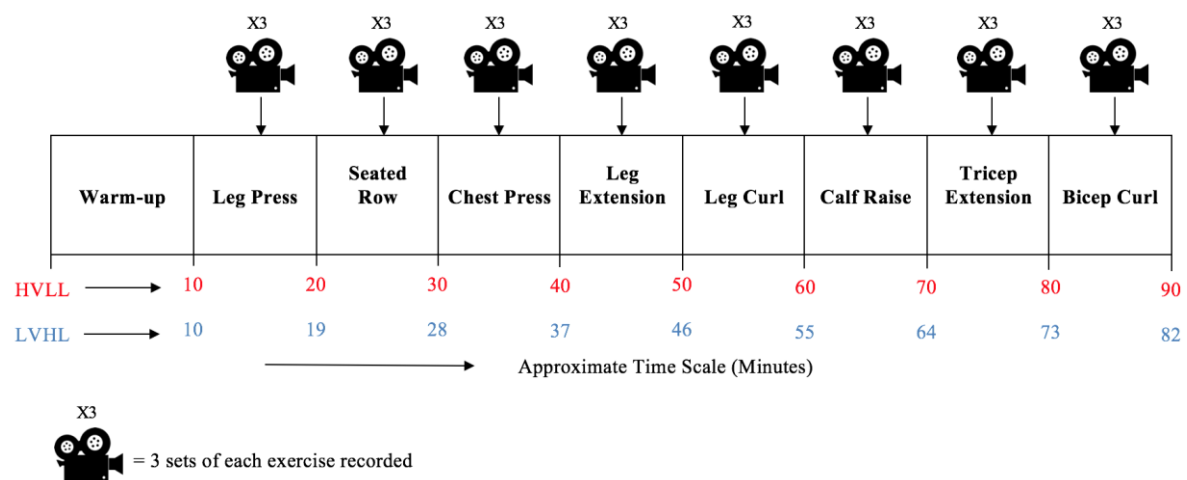 X3 X3 X3 X3 X3 X3 X3 X3
Warm-up Leg Press Seated Row Chest Press Leg Extension Leg Curl Calf Raise Tricep Extension Bicep Curl
HVLL 10 20 30 40 50 60 70 80 90
LVHL 10 19 28 37 46 55 64 73 82
Approximate Time Scale (Minutes)
X3
= 3 sets of each exercise recorded